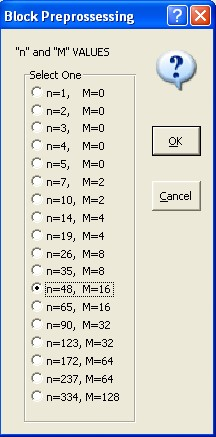 Block Preprossessing
"n" and "M" VALUES
Select One
n=1, M=0
n=2, M=0
n=3, M=0
n=4, M=0
n=5, M=0
n=7, M=2
n=10, M=2
n=14, M=4
n=19, M=4
n=26, M=8
n=35, M=8
n=48, M=16
n=65, M=16
n=90, M=32
n=123, M=32
n=172, M=64
n=237, M=64
n=334, M=128
OK
Cancel